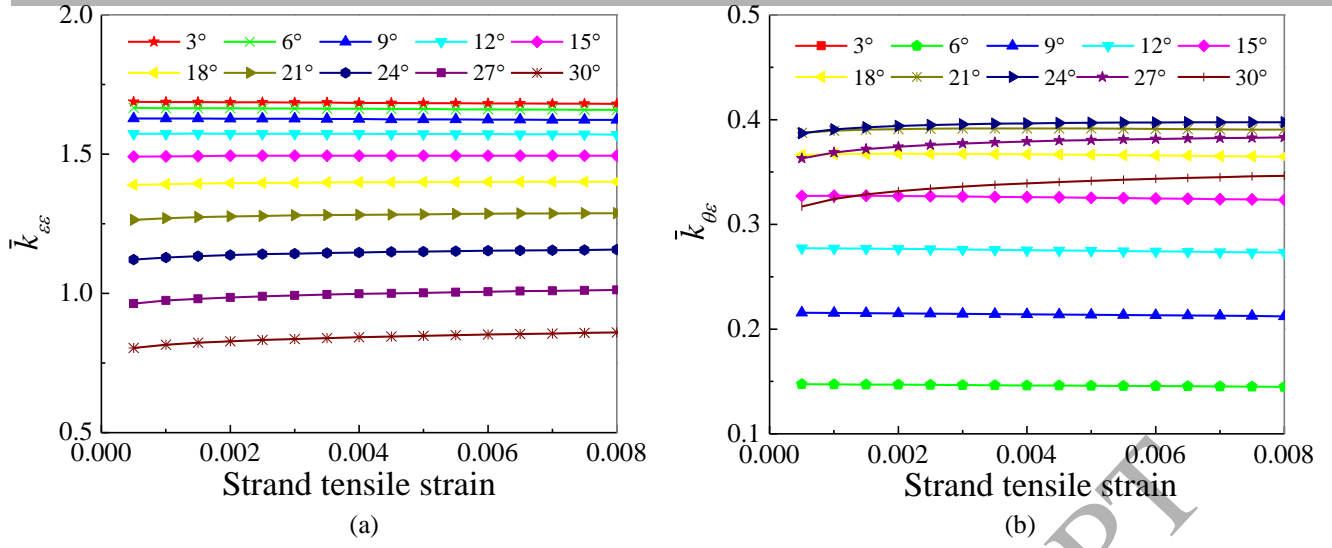 2.0
3° 6° 9° 12° 15°
18° 21° 24° 27° 30°
1.5
1.0
0.5
k̄εε
0.000 0.002 0.004 0.006 0.008
Strand tensile strain
(a)
0.5
3° 6° 9° 12° 15°
18° 21° 24° 27° 30°
0.4
0.3
0.2
0.1
k̄θε
0.000 0.002 0.004 0.006 0.008
Strand tensile strain
(b)
PT